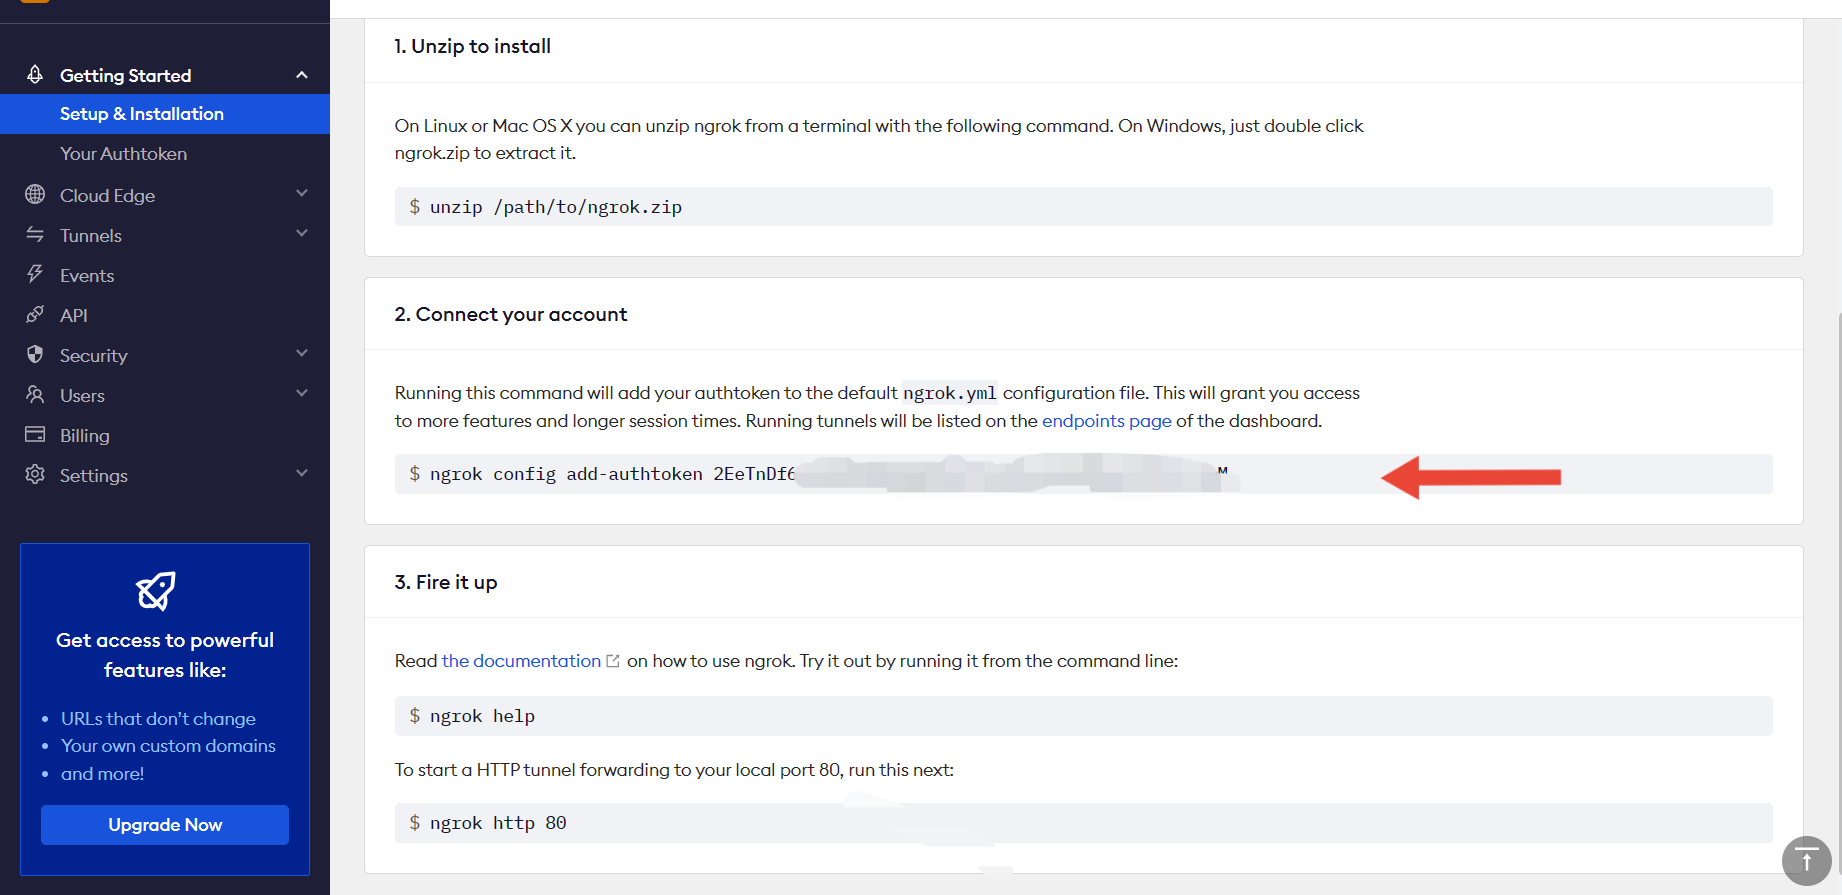 Getting Started
Setup & Installation
Your Authtoken
Cloud Edge
Tunnels
Events
API
Security
Users
Billing
Settings
Get access to powerful
features like:
• URLs that don't change
• Your own custom domains
• and more!
Upgrade Now
1. Unzip to install
On Linux or Mac OS X you can unzip ngrok from a terminal with the following command. On Windows, just double click
ngrok.zip to extract it.
$ unzip /path/to/ngrok.zip
2. Connect your account
Running this command will add your authtoken to the default ngrok.yml configuration file. This will grant you access
to more features and longer session times. Running tunnels will be listed on the endpoints page of the dashboard.
$ ngrok config add-authtoken 2EeTnDf6
3. Fire it up
Read the documentation on how to use ngrok. Try it out by running it from the command line:
$ ngrok help
To start a HTTP tunnel forwarding to your local port 80, run this next:
$ ngrok http 80